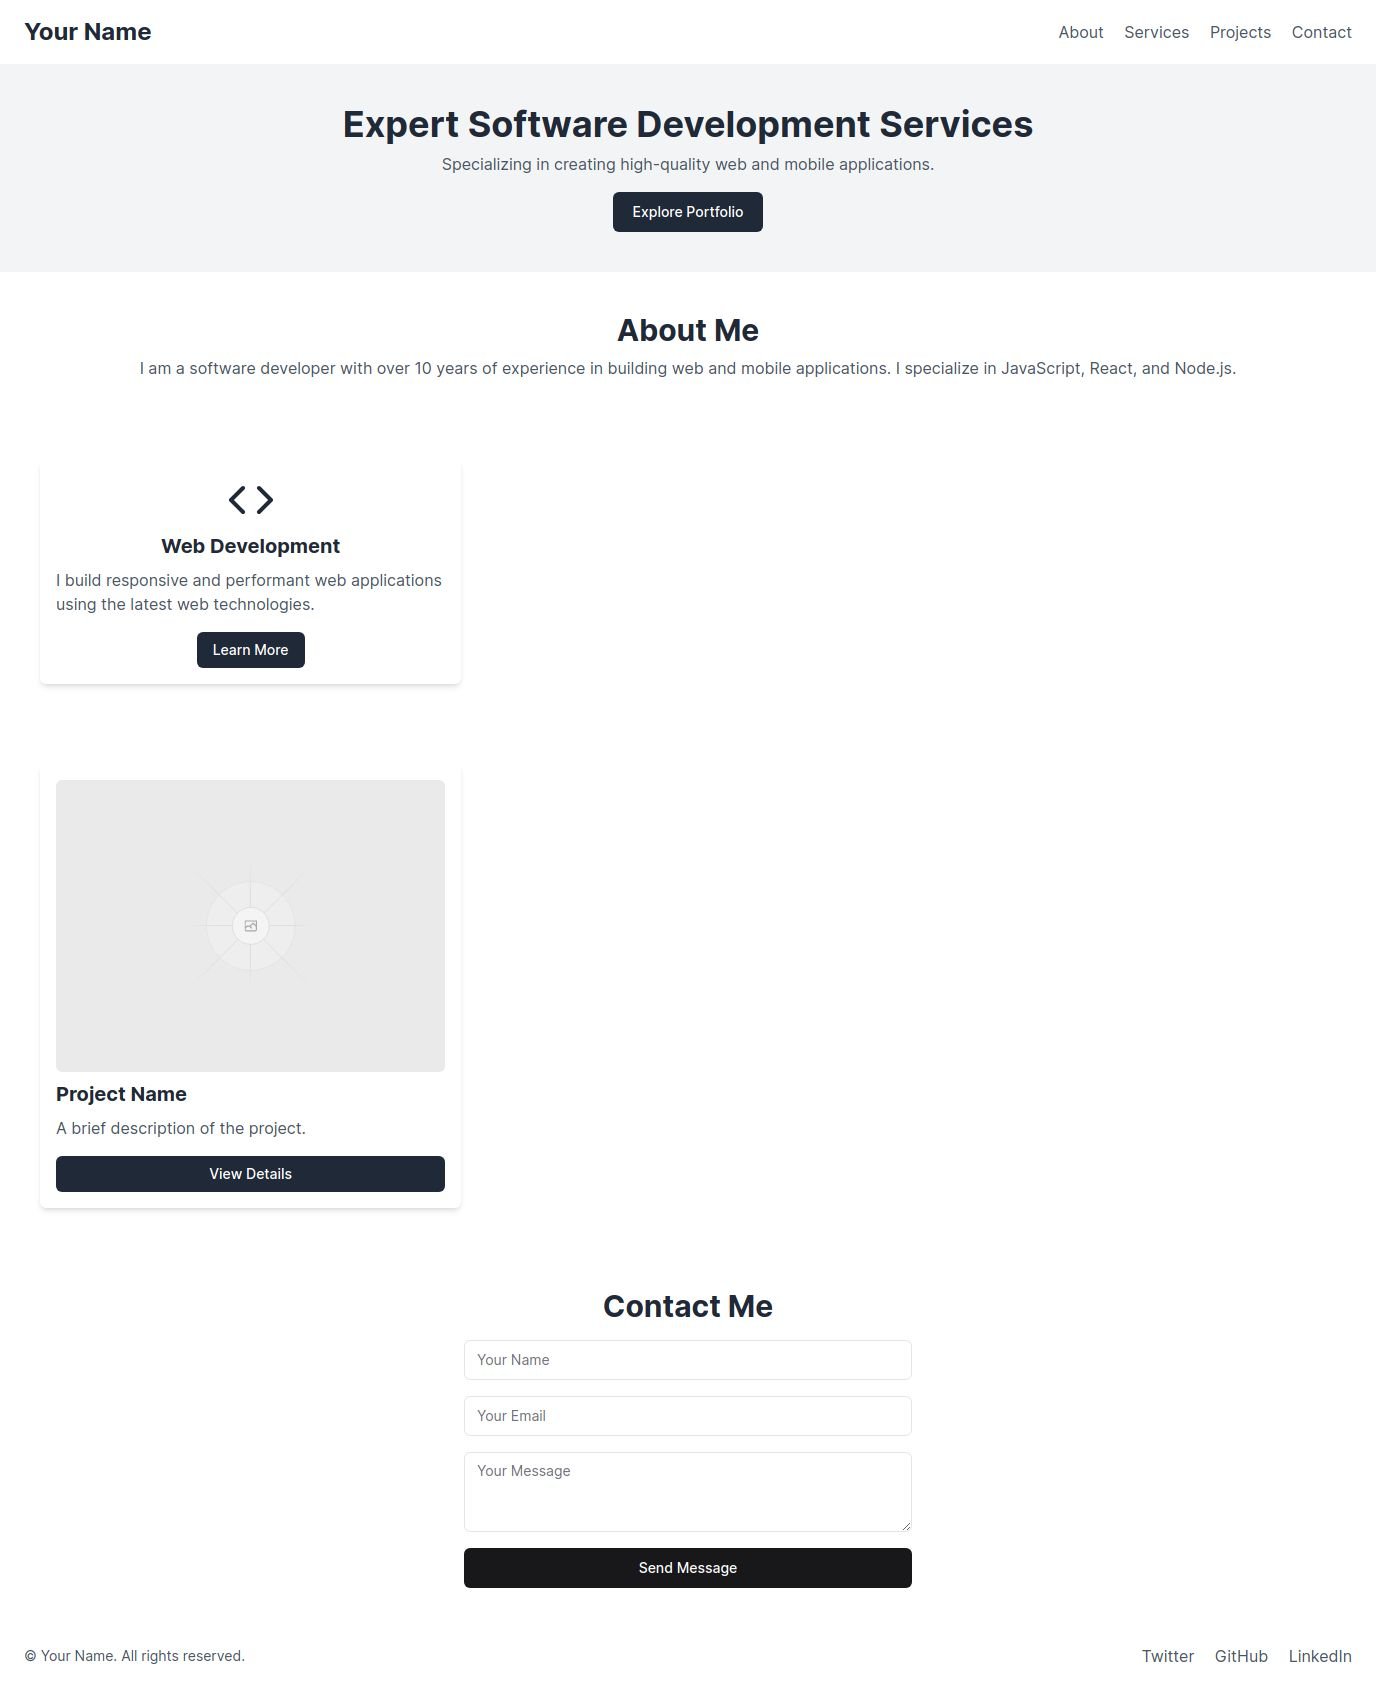 Your Name
About Services Projects Contact
Expert Software Development Services
Specializing in creating high-quality web and mobile applications.
Explore Portfolio
About Me
I am a software developer with over 10 years of experience in building web and mobile applications. I specialize in JavaScript, React, and Node.js.
Web Development
I build responsive and performant web applications
using the latest web technologies.
Learn More
Project Name
A brief description of the project.
View Details
Contact Me
Your Name
Your Email
Your Message
Send Message
© Your Name. All rights reserved.
Twitter GitHub LinkedIn